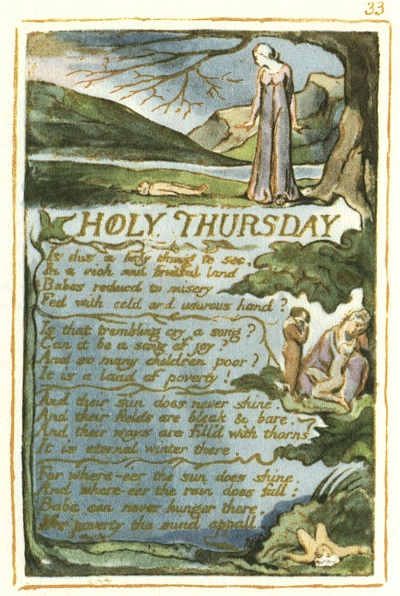 33
HOLY THURSDAY
Is this a holy thing to see.
In a rich and fruitful land
Babes reducd to misery
Fed with cold and usurous hand?
Is that trembling cry a song?
Can it be a song of joy?
And so many children poor?
It is a land of poverty!
And their sun does never shine.
And their fields are bleak & bare.
And their ways are fill'd with thorns
It is eternal winter there.
For where-eer the sun does shine.
And where-eer the rain does fall:
Babe can never hunger there,
Nor poverty the mind appall.